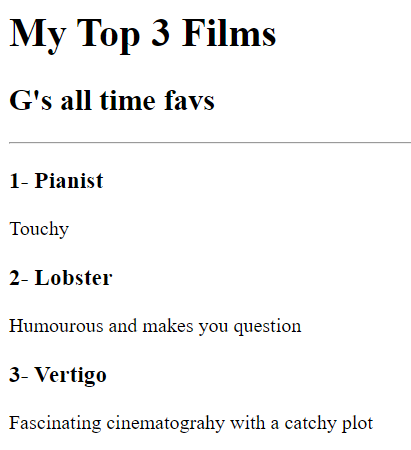 My Top 3 Films
G's all time favs
1- Pianist
Touchy
2- Lobster
Humourous and makes you question
3- Vertigo
Fascinating cinematograhy with a catchy plot